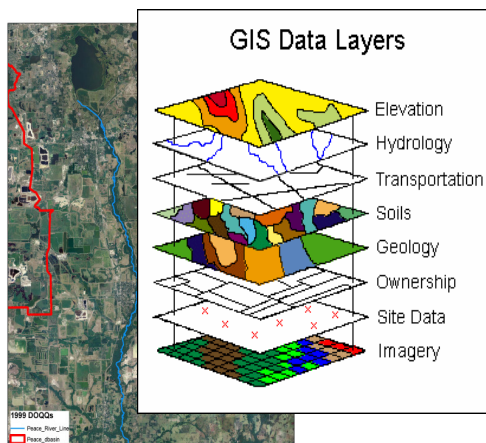 GIS Data Layers
Elevation
Hydrology
Transportation
Soils
Geology
Ownership
Site Data
Imagery
1999 DOQQs
Peace_River_Line
Peace_dbasin